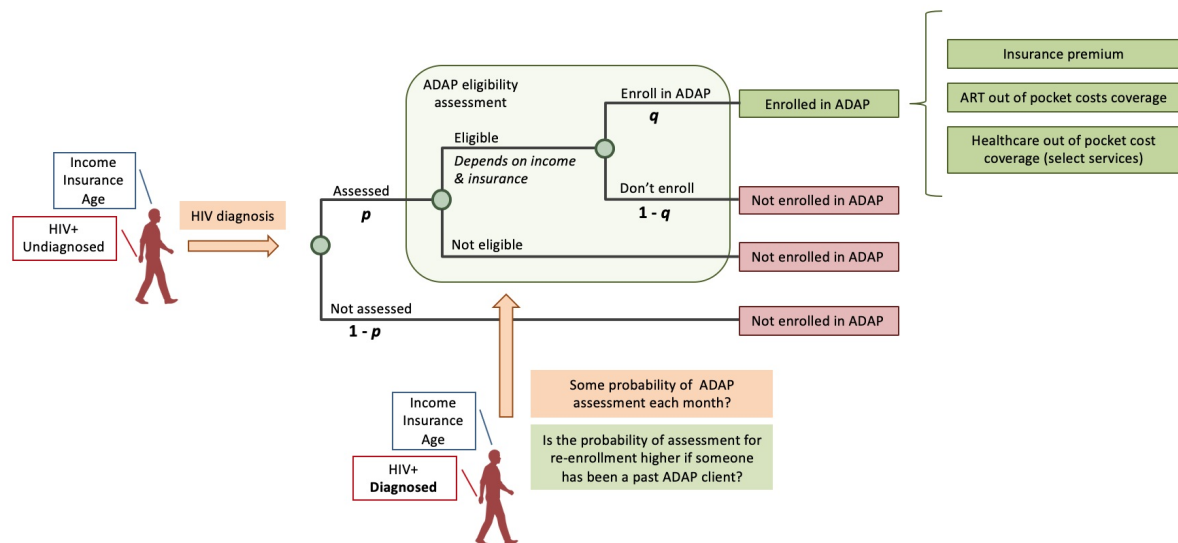 Income
Insurance
Age
HIV+
Undiagnosed
HIV diagnosis
Assessed
p
Not assessed
1 - p
ADAP eligibility
assessment
Eligible
Depends on income
& insurance
Not eligible
Enroll in ADAP
q
Don't enroll
1 - q
Enrolled in ADAP
Not enrolled in ADAP
Not enrolled in ADAP
Not enrolled in ADAP
Insurance premium
ART out of pocket costs coverage
Healthcare out of pocket cost
coverage (select services)
Income
Insurance
Age
HIV+
Diagnosed
Some probability of ADAP
assessment each month?
Is the probability of assessment for
re-enrollment higher if someone
has been a past ADAP client?